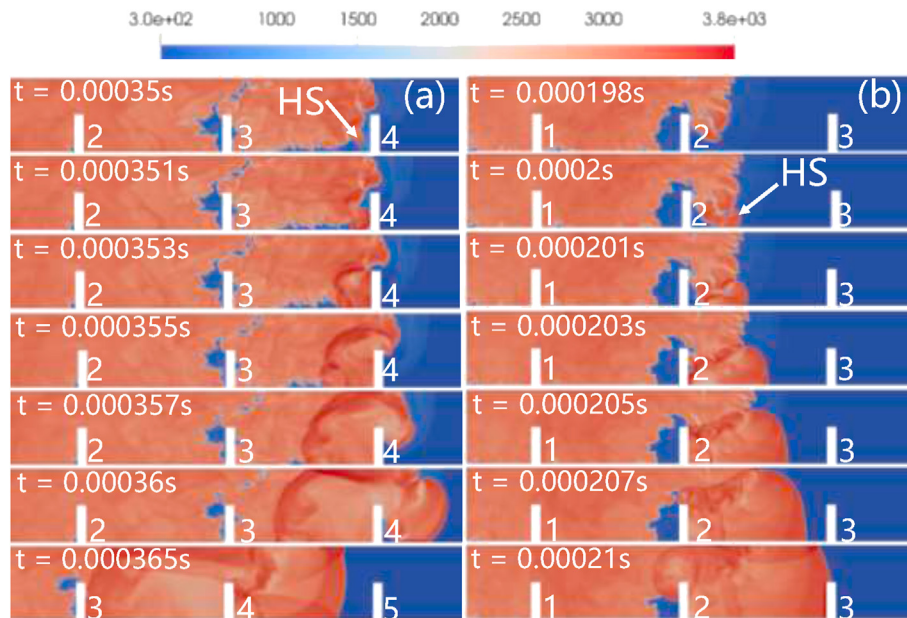 3.0e+02 1000 1500 2000 2500 3000 3.8e+03
t = 0.00035s HS (a)
2 3 4
t = 0.000351s
2 3 4
t = 0.000353s
2 3 4
t = 0.000355s
2 3 4
t = 0.000357s
2 3 4
t = 0.00036s
2 3 4
t = 0.000365s
3 4 5
t = 0.000198s (b)
1 2 3
t = 0.0002s HS
1 2 3
t = 0.000201s
1 2 3
t = 0.000203s
1 2 3
t = 0.000205s
1 2 3
t = 0.000207s
1 2 3
t = 0.00021s
1 2 3